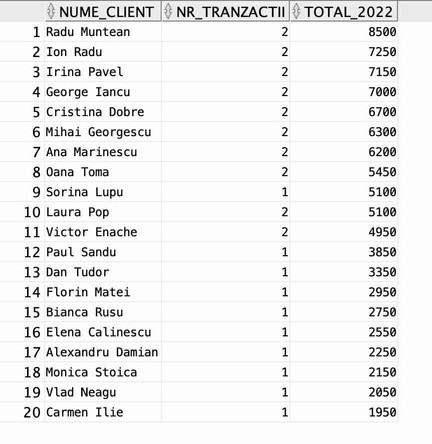 NUME_CLIENT NR_TRANZACTII TOTAL_2022
1 Radu Muntean 2 8500
2 Ion Radu 2 7250
3 Irina Pavel 2 7150
4 George Iancu 2 7000
5 Cristina Dobre 2 6700
6 Mihai Georgescu 2 6300
7 Ana Marinescu 2 6200
8 Oana Toma 2 5450
9 Sorina Lupu 1 5100
10 Laura Pop 2 5100
11 Victor Enache 2 4950
12 Paul Sandu 1 3850
13 Dan Tudor 1 3350
14 Florin Matei 1 2950
15 Bianca Rusu 1 2750
16 Elena Calinescu 1 2550
17 Alexandru Damian 1 2250
18 Monica Stoica 1 2150
19 Vlad Neagu 1 2050
20 Carmen Ilie 1 1950